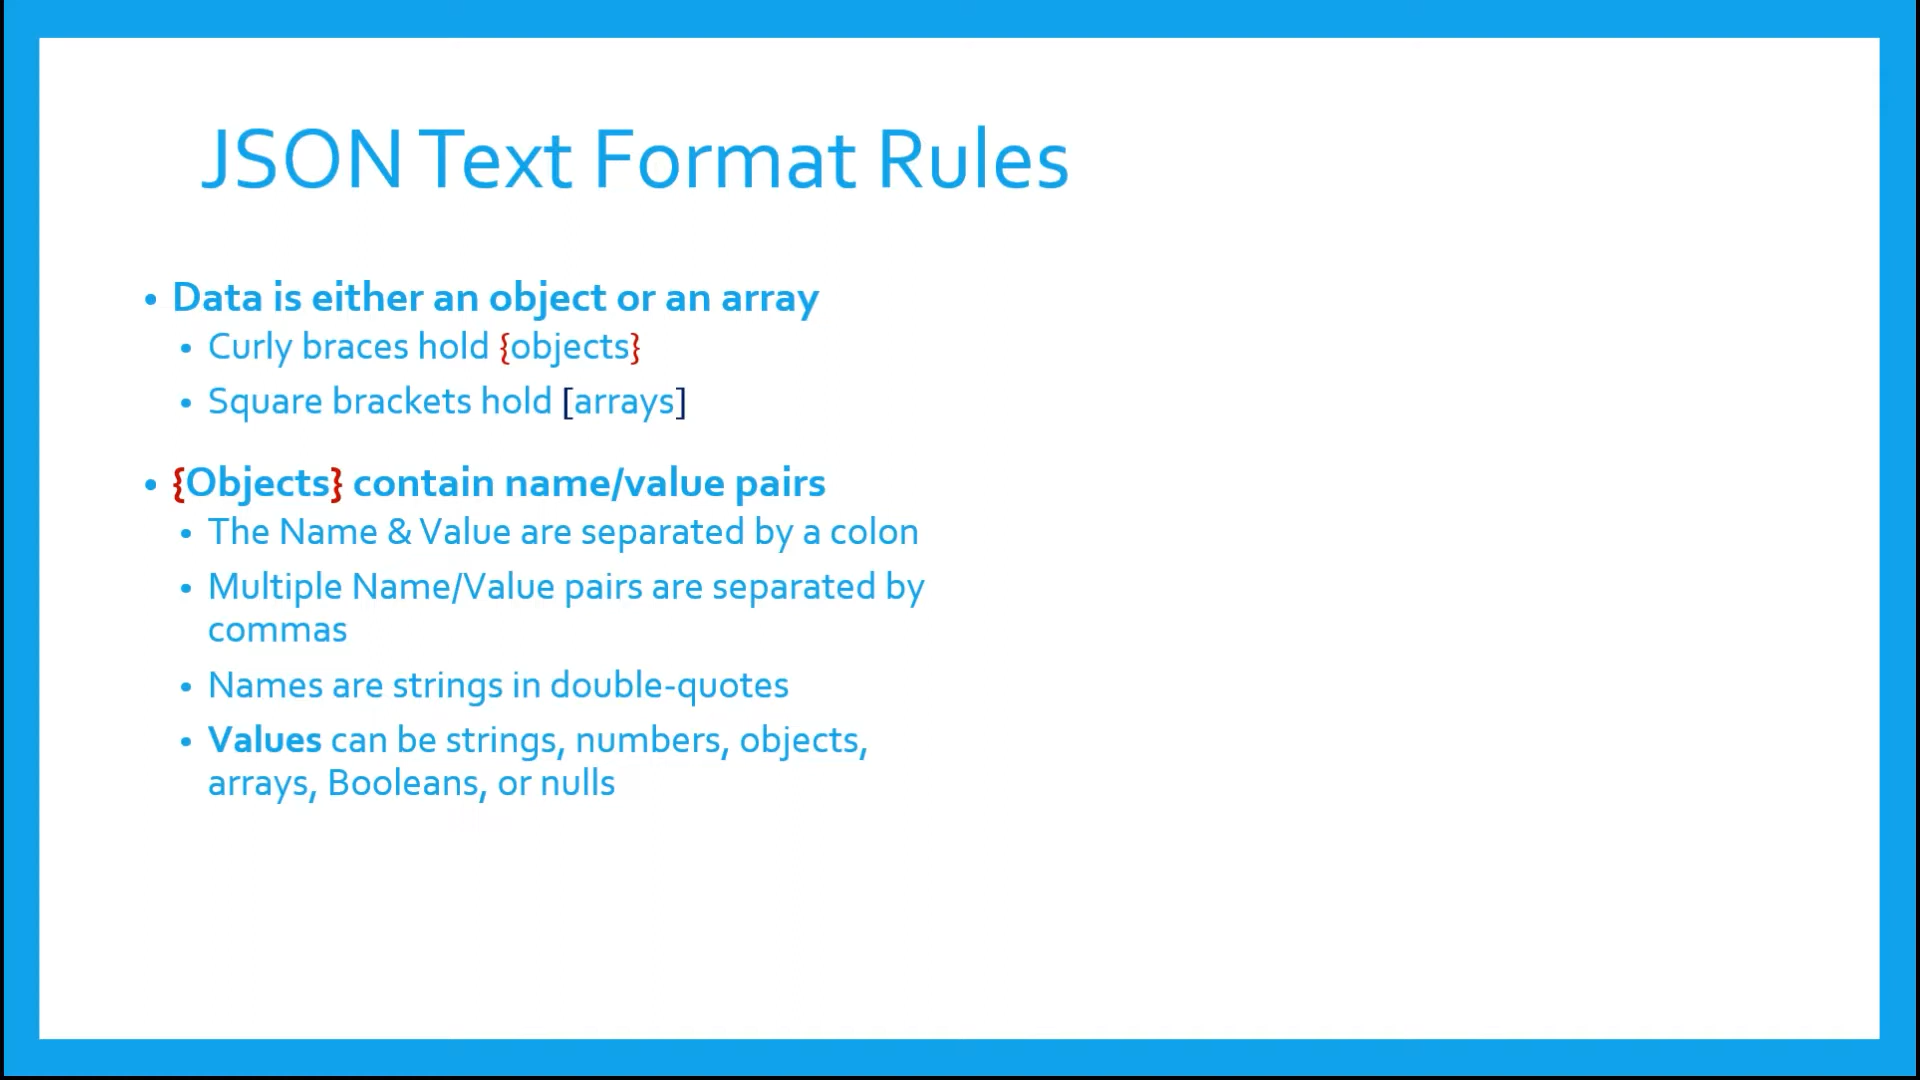 JSON Text Format Rules
• Data is either an object or an array
• Curly braces hold {objects}
• Square brackets hold [arrays]
• {Objects} contain name/value pairs
• The Name & Value are separated by a colon
• Multiple Name/Value pairs are separated by
commas
• Names are strings in double-quotes
• Values can be strings, numbers, objects,
arrays, Booleans, or nulls